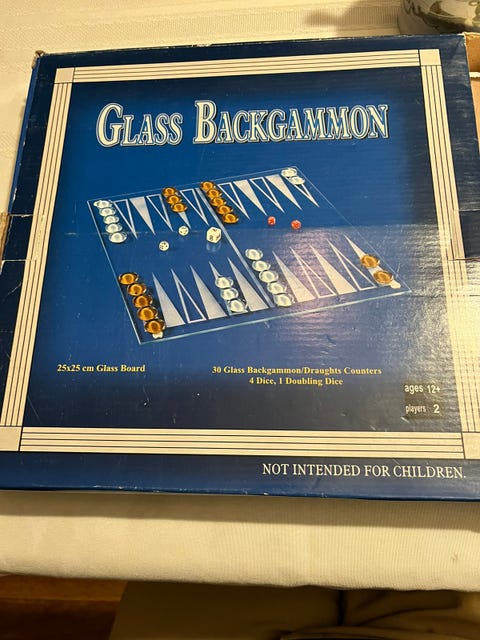 GLASS BACKGAMMON
25x25 cm Glass Board
30 Glass Backgammon/Draughts Counters
4 Dice, 1 Doubling Dice
ages 12+
players 2
NOT INTENDED FOR CHILDREN.